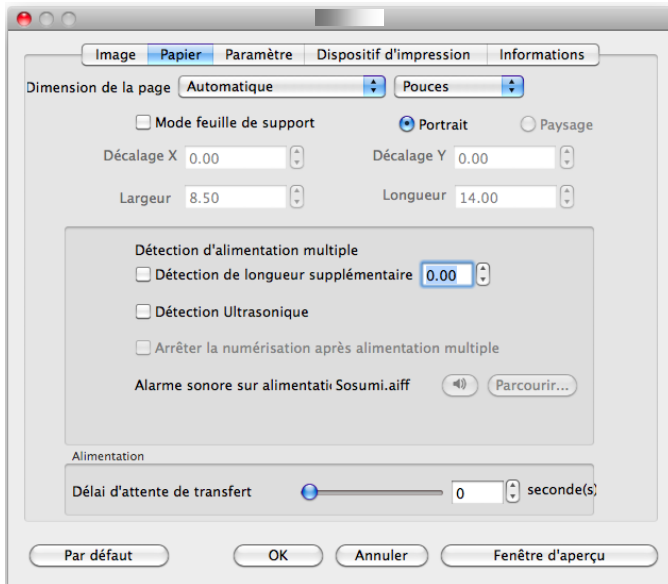 Image Papier Paramètre Dispositif d'impression Informations
Dimension de la page Automatique Pouces
Mode feuille de support Portrait Paysage
Décalage X 0.00 Décalage Y 0.00
Largeur 8.50 Longueur 14.00
Détection d'alimentation multiple
Détection de longueur supplémentaire 0.00
Détection Ultrasonique
Arrêter la numérisation après alimentation multiple
Alarme sonore sur alimentati Sosumi.aiff Parcourir...
Alimentation
Délai d'attente de transfert 0 seconde(s)
Par défaut OK Annuler Fenêtre d'aperçu